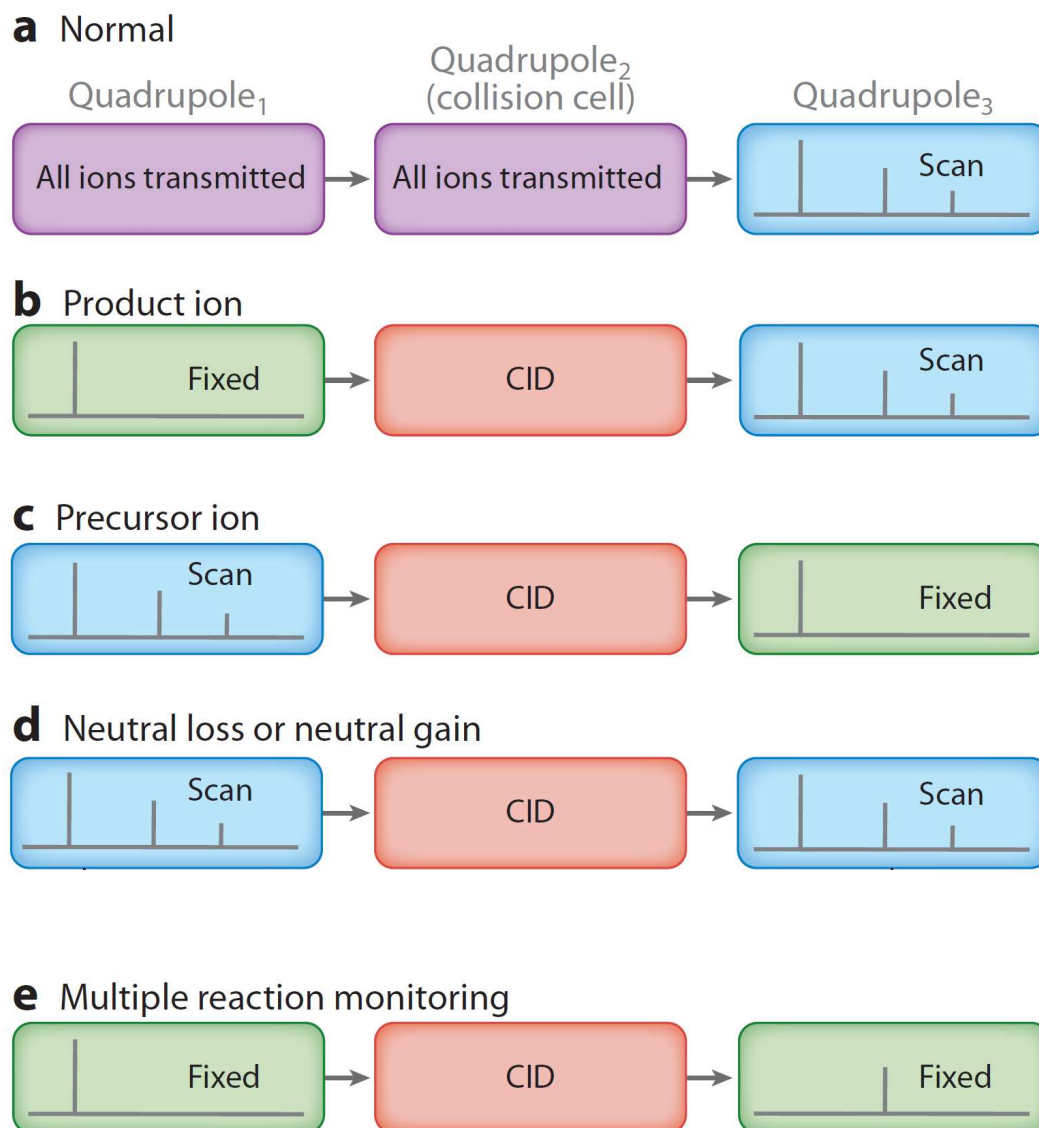 a Normal
Quadrupole₁
Quadrupole₂
(collision cell)
Quadrupole₃
All ions transmitted
All ions transmitted
Scan
b Product ion
Fixed
CID
Scan
c Precursor ion
Scan
CID
Fixed
d Neutral loss or neutral gain
Scan
CID
Scan
e Multiple reaction monitoring
Fixed
CID
Fixed